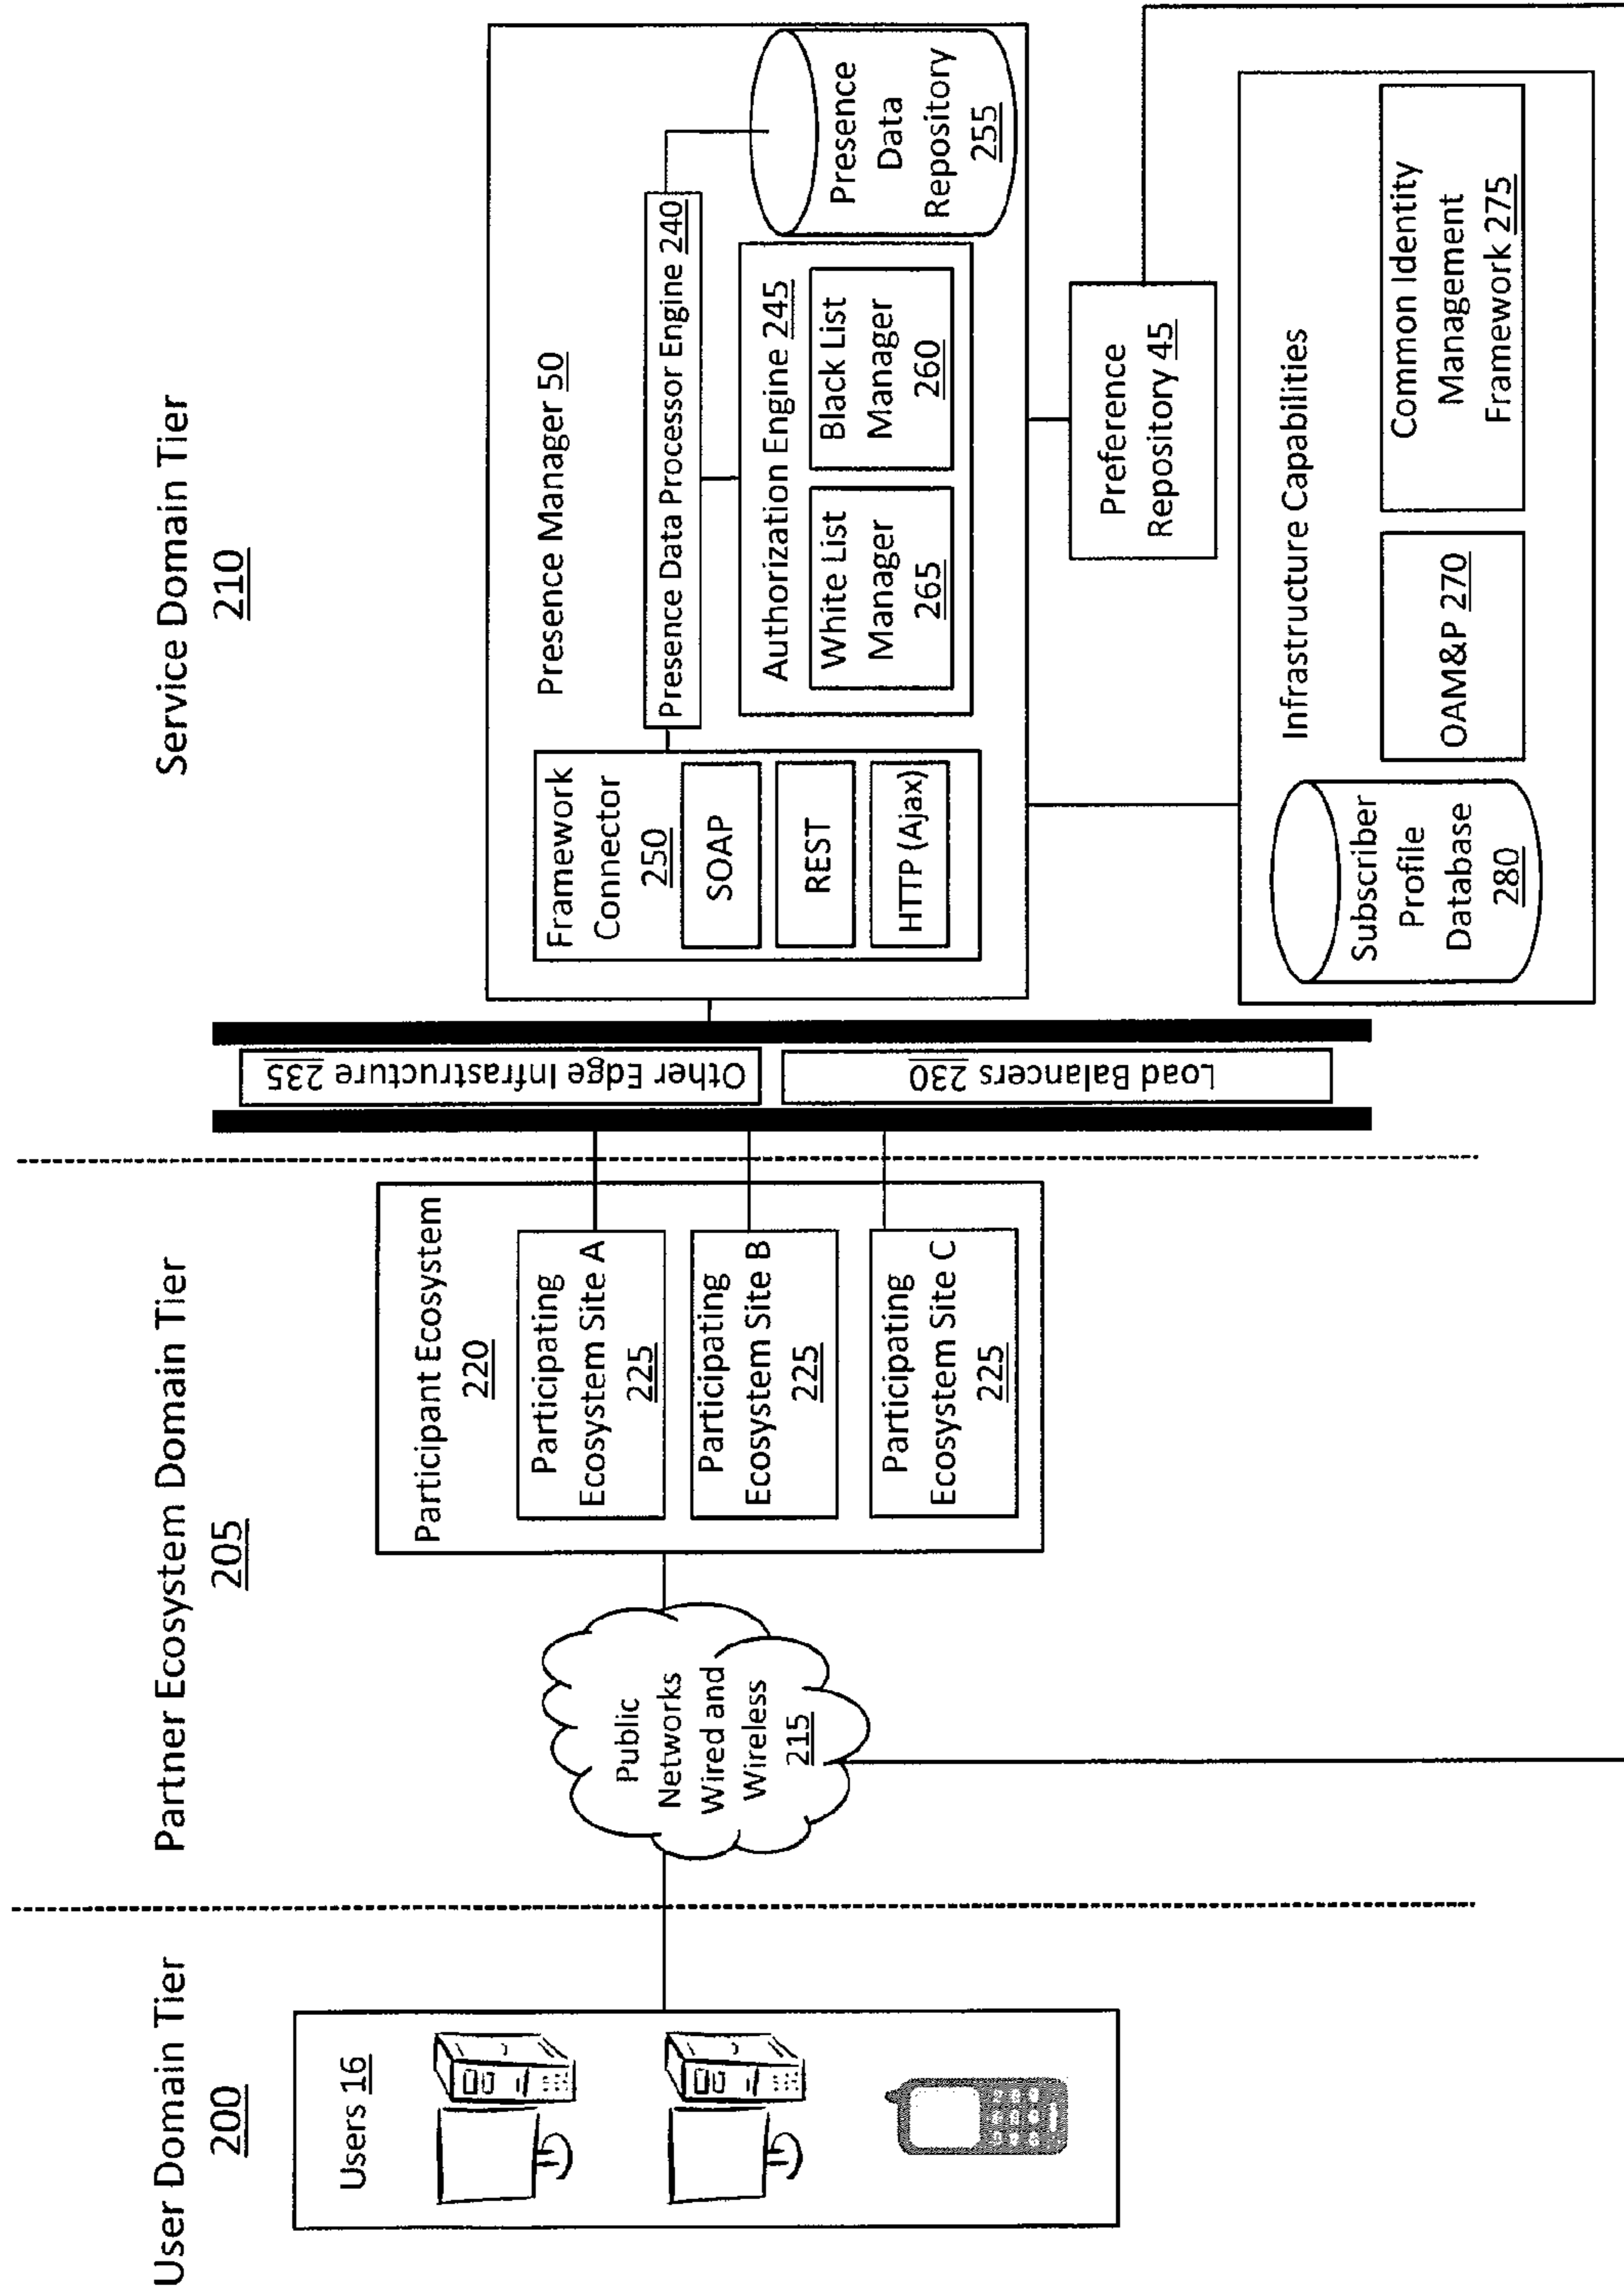 User Domain Tier
200
Users 16
Partner Ecosystem Domain Tier
205
Public
Networks
Wired and
Wireless
215
Participant Ecosystem
220
Participating
Ecosystem Site A
225
Participating
Ecosystem Site B
225
Participating
Ecosystem Site C
225
Other Edge Infrastructure 235
Load Balancers 230
Service Domain Tier
210
Presence Manager 50
Framework
Connector
250
SOAP
REST
HTTP (Ajax)
Presence Data Processor Engine 240
Authorization Engine 245
White List
Manager
265
Black List
Manager
260
Presence
Data
Repository
255
Preference
Repository 45
Infrastructure Capabilities
Subscriber
Profile
Database
280
OAM&P 270
Common Identity
Management
Framework 275